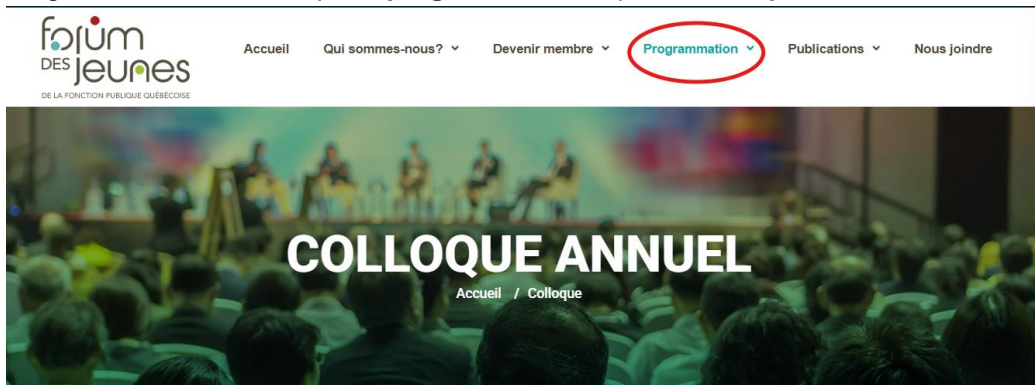 forum
DES jeunes
DE LA FONCTION PUBLIQUE QUÉBÉCOISE
Accueil Qui sommes-nous? Devenir membre Programmation Publications Nous joindre
COLLOQUE ANNUEL
Accueil / Colloque